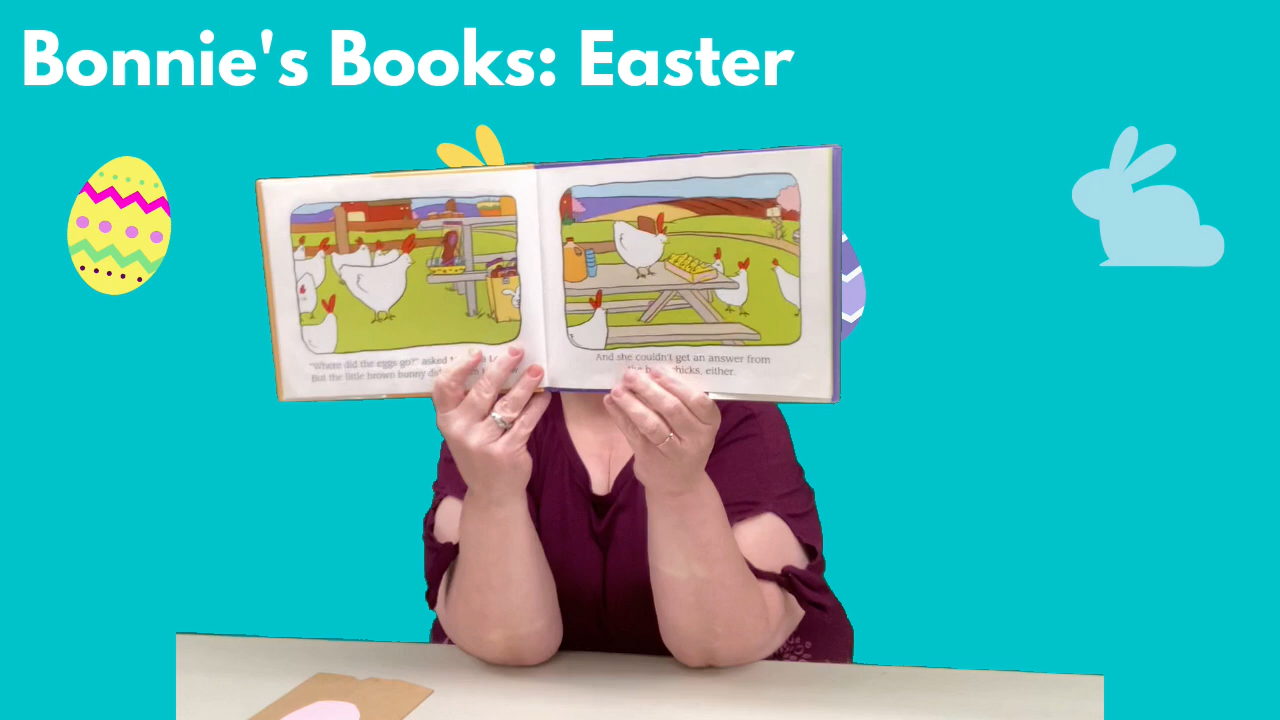 Bonnie's Books: Easter
"Where did the eggs go?" asked
But the little brown bunny
And she couldn't get an answer from
the chicks, either.